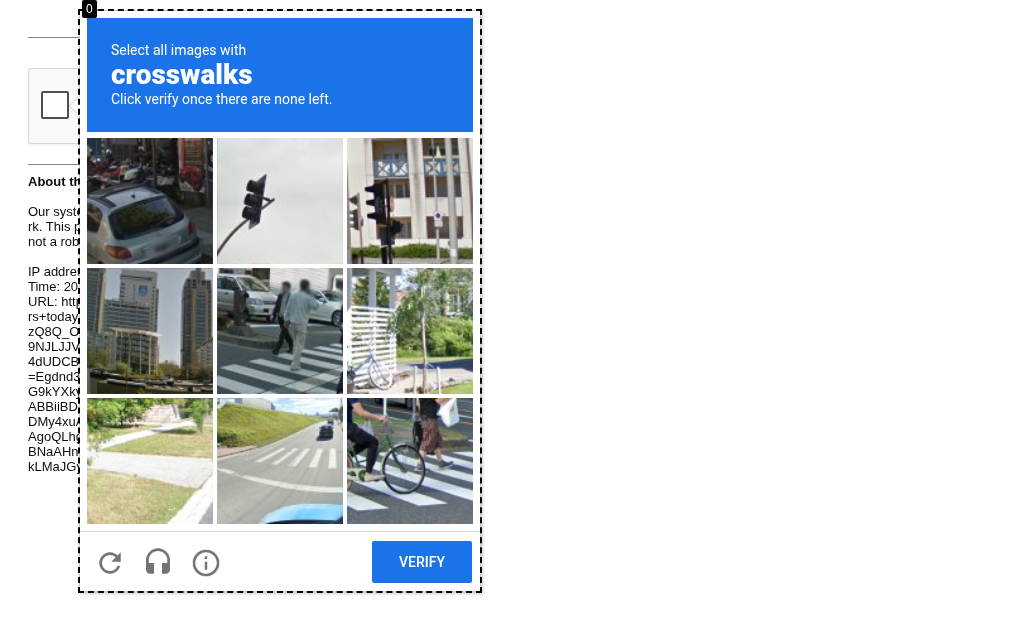 0
Select all images with
crosswalks
Click verify once there are none left.
About th
Our syst
rk. This p
not a rob
IP addre
Time: 20
URL: http
rs+today
zQ8Q_O
9NJLJJV
4dUDCB
=Egdnd3
G9kYXk
ABBiiBD
DMy4xu
AgoQLh
BNaAHn
kLMaJG
VERIFY